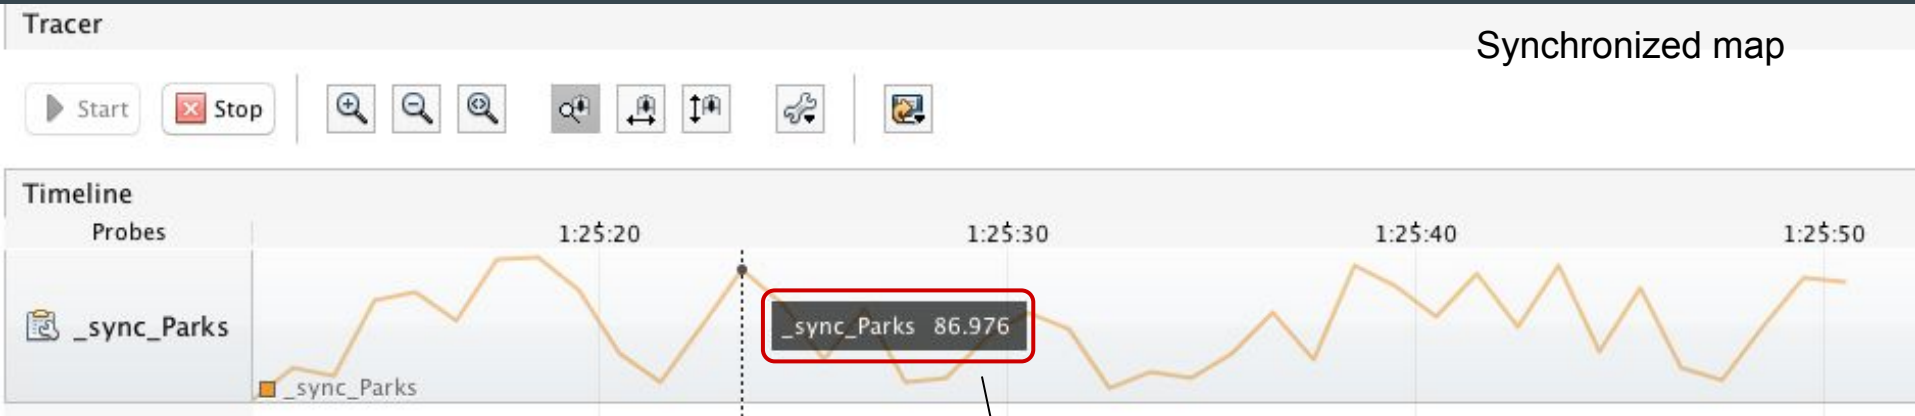 Tracer
Synchronized map
Start Stop
Timeline
Probes 1:25:20 1:25:30 1:25:40 1:25:50
_sync_Parks
_sync_Parks 86.976
_sync_Parks